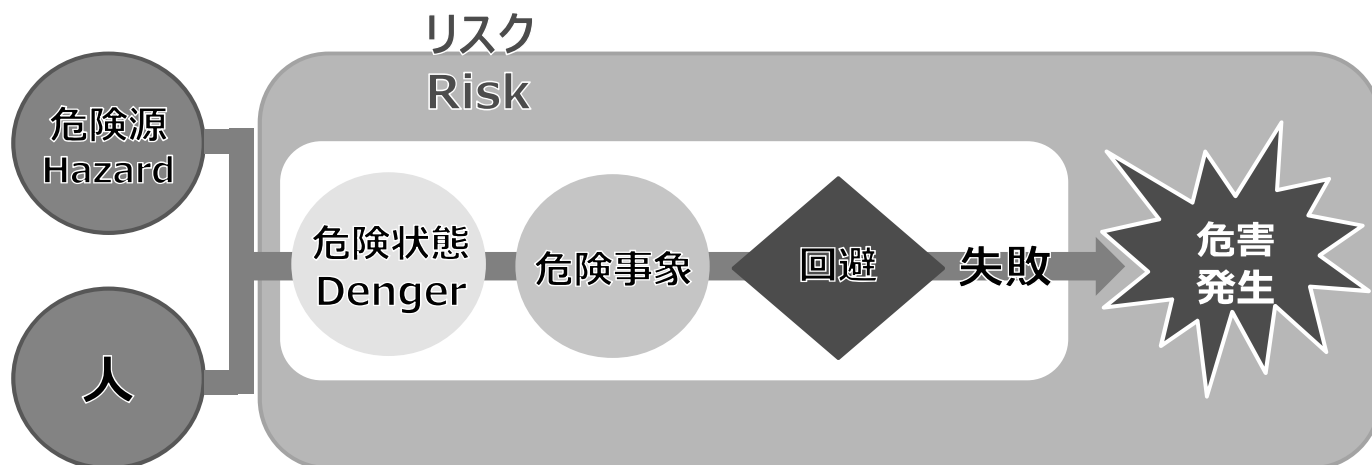 リスク
Risk
危険源
Hazard
人
危険状態
Denger
危険事象
回避
失敗
危害
発生